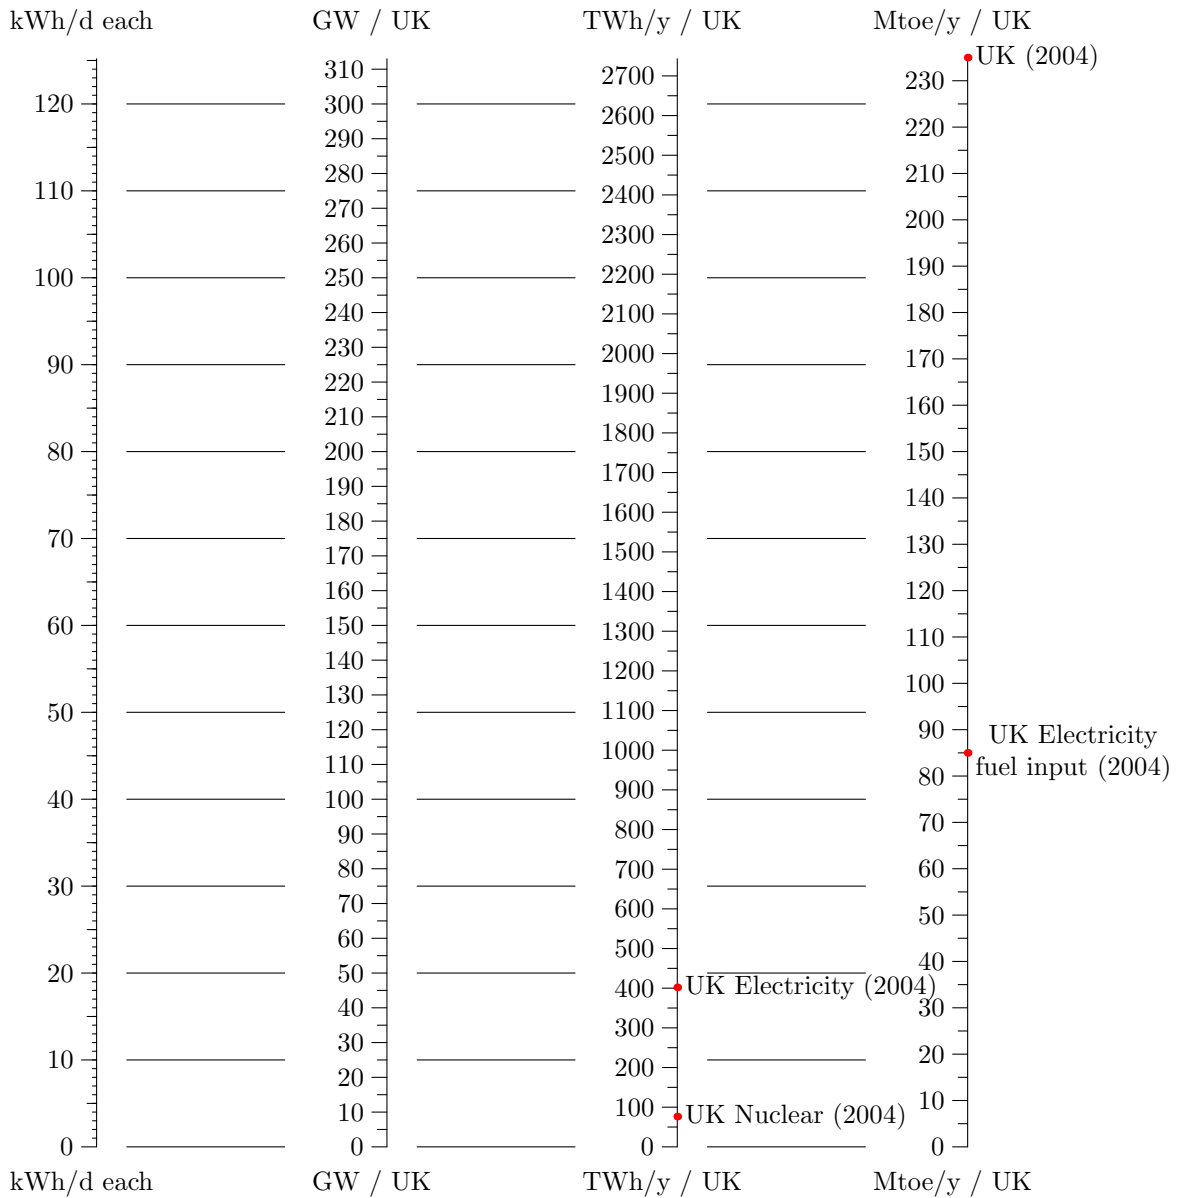 kWh/d each GW / UK TWh/y / UK Mtoe/y / UK
UK (2004)
310 2700 230
120 300 2600 220
290 2500 210
280 2400 200
110 270 2300 190
260 2200 180
100 250 2100 170
240 2000 160
90 230 1900 150
220 1800 140
210 1700 130
80 200 1600 120
190 1500 110
180 1400 100
70 170 1300 90
160 1200 UK Electricity
60 150 1100 fuel input (2004)
140 1000 80
50 130 900 70
120 800 60
110 700 50
40 100 600 40
90 500 UK Electricity (2004)
30 80 400 30
70 300 20
60 200 10
20 50 100 UK Nuclear (2004)
40
10 30
20
10
0 0 0 0
kWh/d each GW / UK TWh/y / UK Mtoe/y / UK